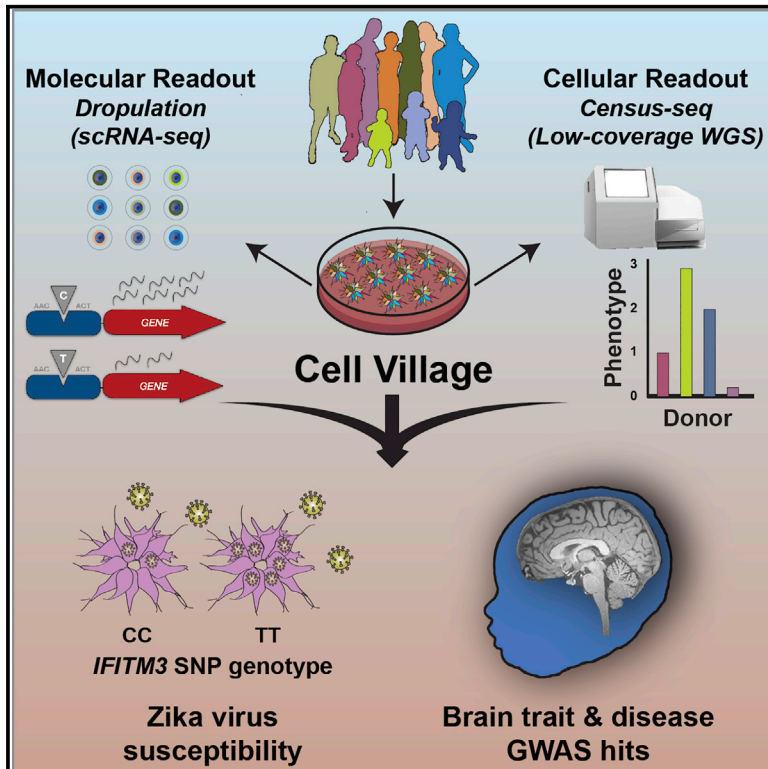 Molecular Readout
Dropulation
(scRNA-seq)
Cellular Readout
Census-seq
(Low-coverage WGS)
C
AAC ACT
GENE
T
AAC ACT
GENE
Cell Village
Phenotype
3
2
1
0
Donor
CC TT
IFITM3 SNP genotype
Zika virus
susceptibility
Brain trait & disease
GWAS hits